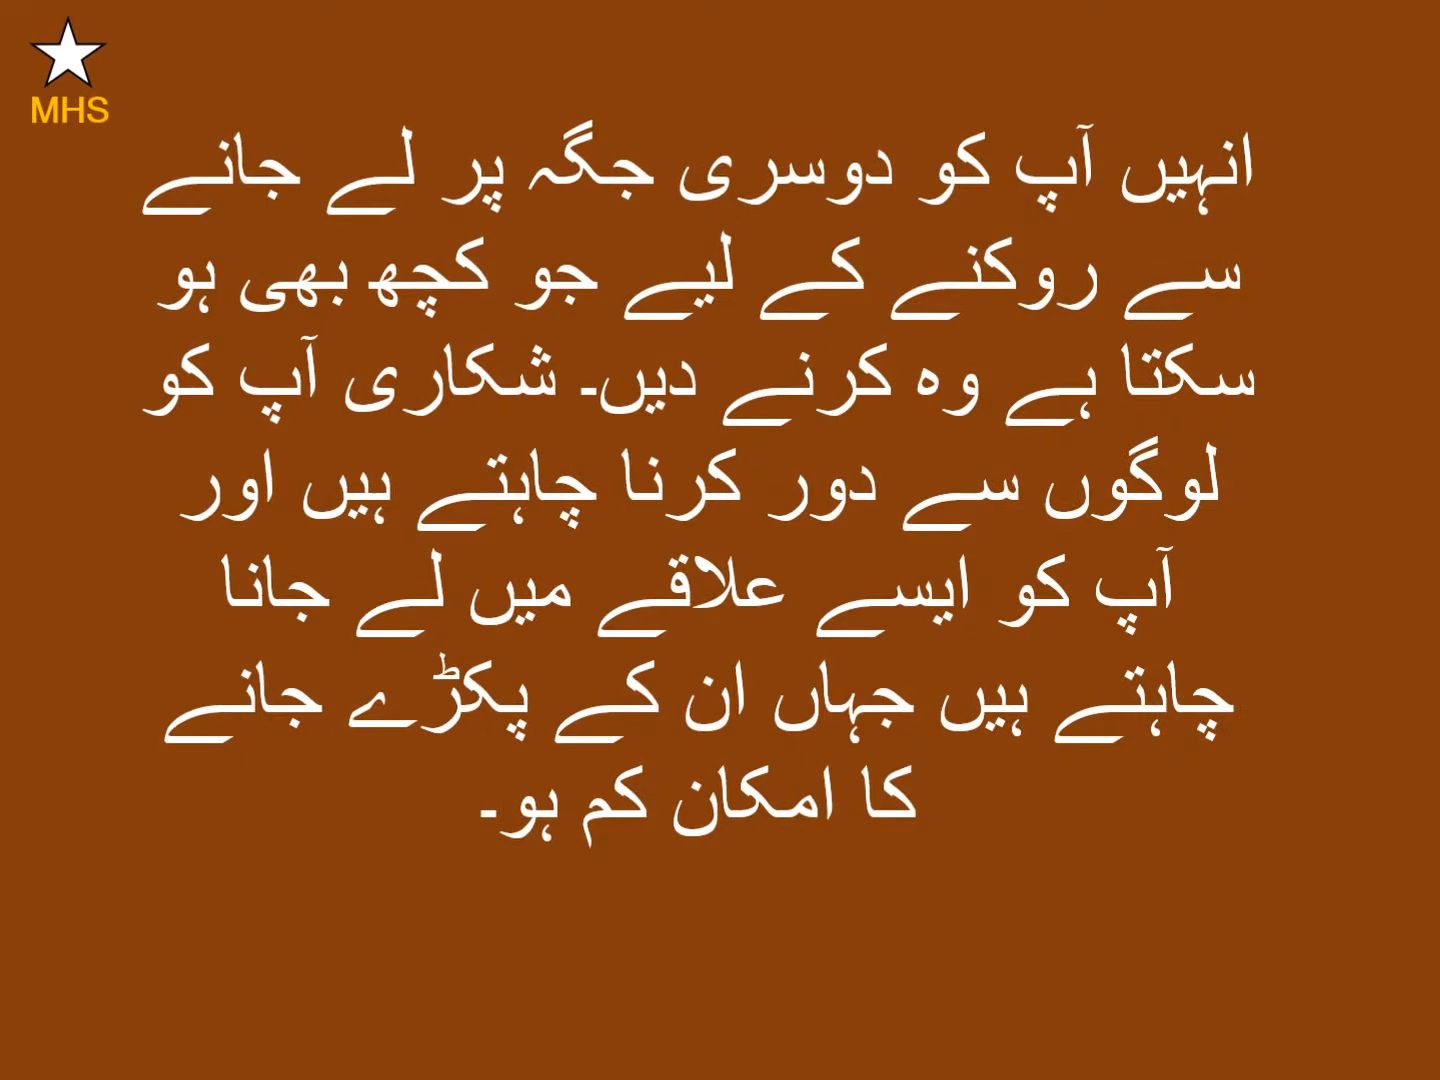 MHS
انہیں آپ کو دوسری جگہ پر لے جانے
سے روکنے کے لیے جو کچھ بھی ہو
سکتا ہے وہ کرنے دیں۔ شکاری آپ کو
لوگوں سے دور کرنا چاہتے ہیں اور
آپ کو ایسے علاقے میں لے جانا
چاہتے ہیں جہاں ان کے پکڑے جانے
کا امکان کم ہو۔